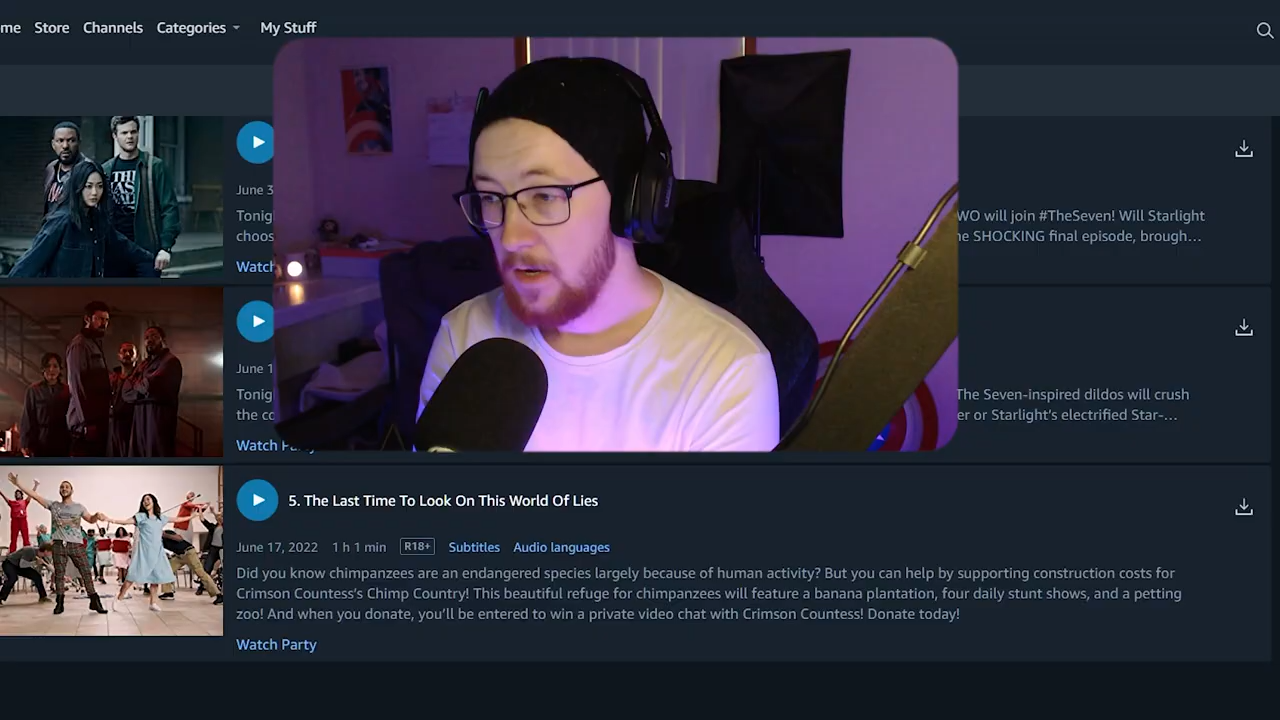 me Store Channels Categories My Stuff
June 3
Tonig WO will join #TheSeven! Will Starlight
choos e SHOCKING final episode, brough...
Watch
June 1
Tonig The Seven-inspired dildos will crush
the co er or Starlight's electrified Star-...
Watch Party
5. The Last Time To Look On This World Of Lies
June 17, 2022 1 h 1 min R18+ Subtitles Audio languages
Did you know chimpanzees are an endangered species largely because of human activity? But you can help by supporting construction costs for
Crimson Countess's Chimp Country! This beautiful refuge for chimpanzees will feature a banana plantation, four daily stunt shows, and a petting
zoo! And when you donate, you'll be entered to win a private video chat with Crimson Countess! Donate today!
Watch Party